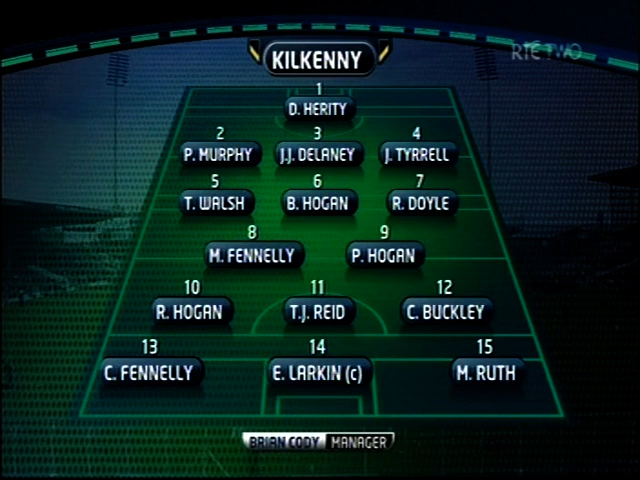 RTÉ TWO
KILKENNY
1
D. HERITY
2 3 4
P. MURPHY J.J. DELANEY J. TYRRELL
5 6 7
T. WALSH B. HOGAN R. DOYLE
8 9
M. FENNELLY P. HOGAN
10 11 12
R. HOGAN T.J. REID C. BUCKLEY
13 14 15
C. FENNELLY E. LARKIN (c) M. RUTH
BRIAN CODY MANAGER